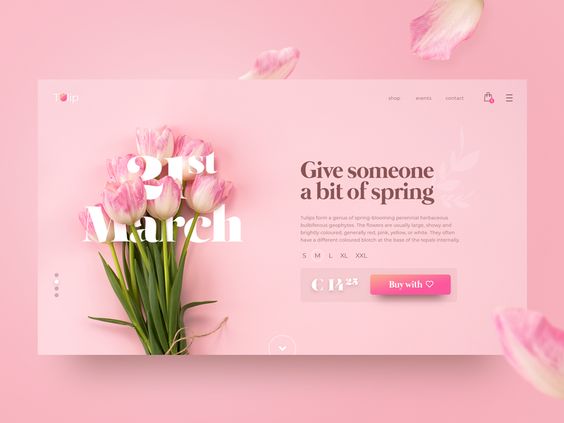 Tulip
shop events contact
21st
March
Give someone
a bit of spring
Tulips form a genus of spring-blooming perennial herbaceous
bulbiferous geophytes. The flowers are usually large, showy and
brightly-coloured, generally red, pink, yellow, or white. They often
have a different coloured blotch at the base of the tepals internally.
S M L XL XXL
€ 14 25
Buy with